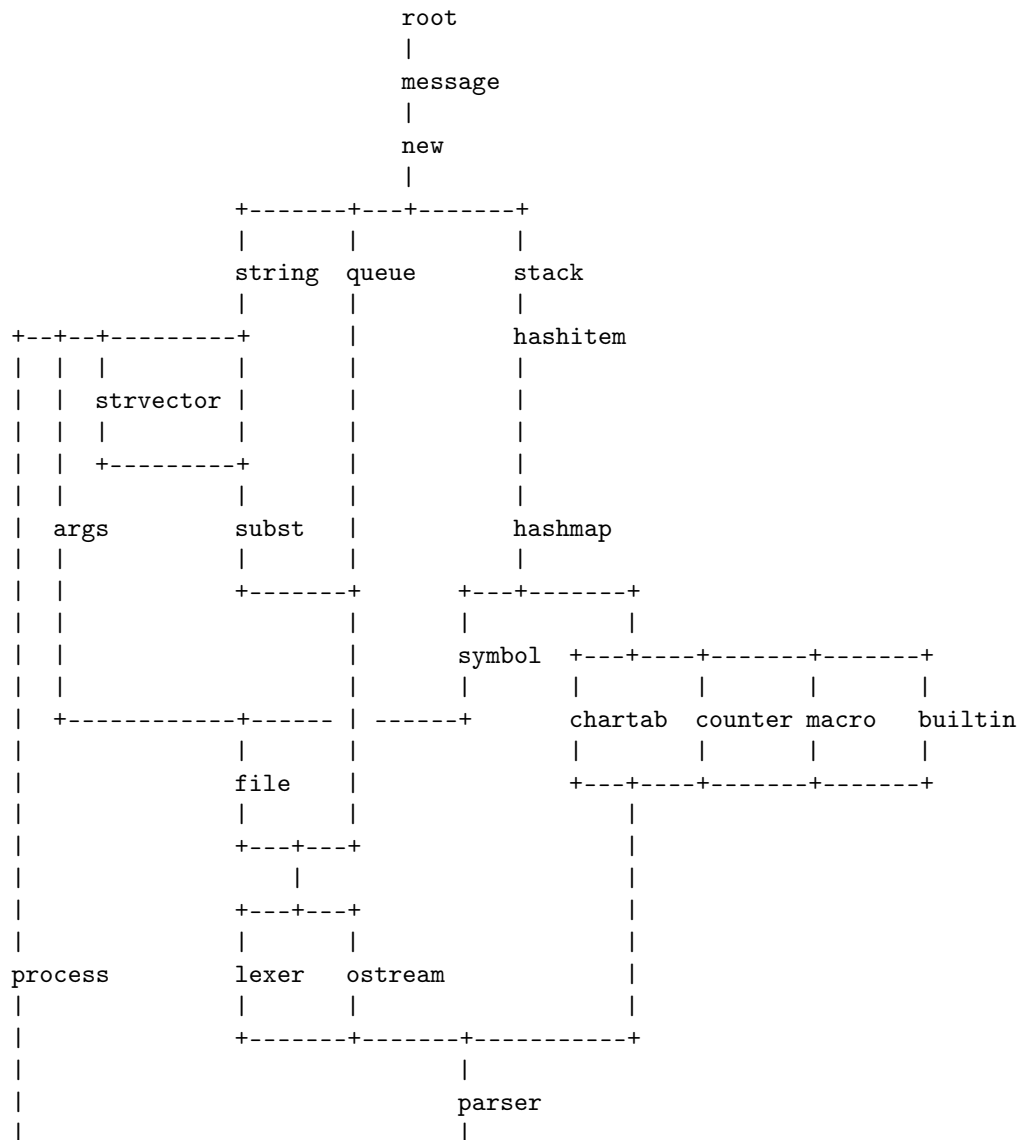 root
message
new
string queue stack
hashitem
strvector
args subst hashmap
symbol
chartab counter macro builtin
file
process lexer ostream
parser